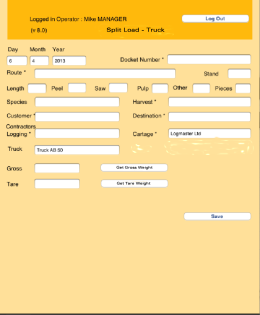 Logged in Operator : Mike MANAGER Log Out
(v 8.0) Split Load - Truck
Day Month Year
6 4 2013 Docket Number *
Route * Stand
Length Peel Saw Pulp Other Pieces
Species Harvest *
Customer * Destination *
Contractors
Logging * Cartage * Logmaster Ltd
Truck Truck AB SD
Gross Get Gross Weight
Tare Get Tare Weight
Save